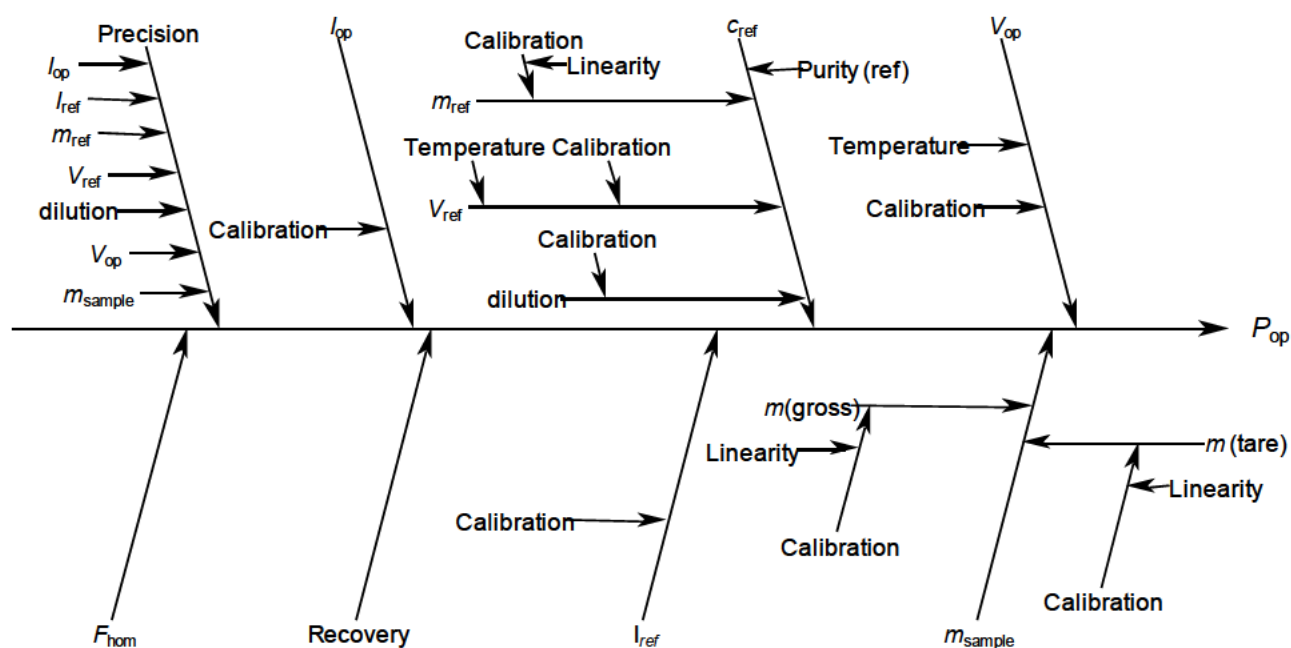 Precision
I_op
I_ref
m_ref
V_ref
dilution
V_op
m_sample
I_op
Calibration
c_ref
Purity (ref)
Calibration
Linearity
m_ref
Temperature
Calibration
V_ref
Calibration
dilution
V_op
Temperature
Calibration
P_op
F_hom
Recovery
I_ref
Calibration
m_sample
m(gross)
Linearity
Calibration
m (tare)
Linearity
Calibration